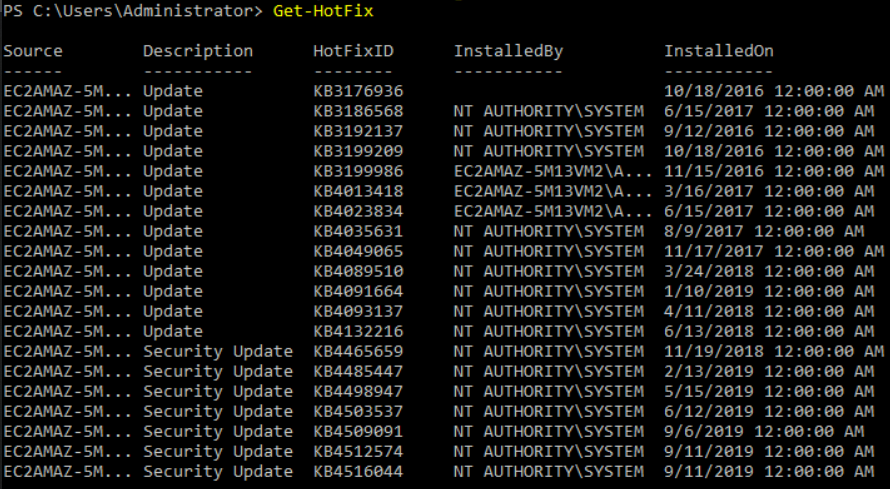 PS C:\Users\Administrator> Get-HotFix
Source Description HotFixID InstalledBy InstalledOn
------ ----------- -------- ----------- -----------
EC2AMAZ-5M... Update KB3176936 10/18/2016 12:00:00 AM
EC2AMAZ-5M... Update KB3186568 NT AUTHORITY\SYSTEM 6/15/2017 12:00:00 AM
EC2AMAZ-5M... Update KB3192137 NT AUTHORITY\SYSTEM 9/12/2016 12:00:00 AM
EC2AMAZ-5M... Update KB3199209 NT AUTHORITY\SYSTEM 10/18/2016 12:00:00 AM
EC2AMAZ-5M... Update KB3199986 EC2AMAZ-5M13VM2\A... 11/15/2016 12:00:00 AM
EC2AMAZ-5M... Update KB4013418 EC2AMAZ-5M13VM2\A... 3/16/2017 12:00:00 AM
EC2AMAZ-5M... Update KB4023834 EC2AMAZ-5M13VM2\A... 6/15/2017 12:00:00 AM
EC2AMAZ-5M... Update KB4035631 NT AUTHORITY\SYSTEM 8/9/2017 12:00:00 AM
EC2AMAZ-5M... Update KB4049065 NT AUTHORITY\SYSTEM 11/17/2017 12:00:00 AM
EC2AMAZ-5M... Update KB4089510 NT AUTHORITY\SYSTEM 3/24/2018 12:00:00 AM
EC2AMAZ-5M... Update KB4091664 NT AUTHORITY\SYSTEM 1/10/2019 12:00:00 AM
EC2AMAZ-5M... Update KB4093137 NT AUTHORITY\SYSTEM 4/11/2018 12:00:00 AM
EC2AMAZ-5M... Update KB4132216 NT AUTHORITY\SYSTEM 6/13/2018 12:00:00 AM
EC2AMAZ-5M... Security Update KB4465659 NT AUTHORITY\SYSTEM 11/19/2018 12:00:00 AM
EC2AMAZ-5M... Security Update KB4485447 NT AUTHORITY\SYSTEM 2/13/2019 12:00:00 AM
EC2AMAZ-5M... Security Update KB4498947 NT AUTHORITY\SYSTEM 5/15/2019 12:00:00 AM
EC2AMAZ-5M... Security Update KB4503537 NT AUTHORITY\SYSTEM 6/12/2019 12:00:00 AM
EC2AMAZ-5M... Security Update KB4509091 NT AUTHORITY\SYSTEM 9/6/2019 12:00:00 AM
EC2AMAZ-5M... Security Update KB4512574 NT AUTHORITY\SYSTEM 9/11/2019 12:00:00 AM
EC2AMAZ-5M... Security Update KB4516044 NT AUTHORITY\SYSTEM 9/11/2019 12:00:00 AM